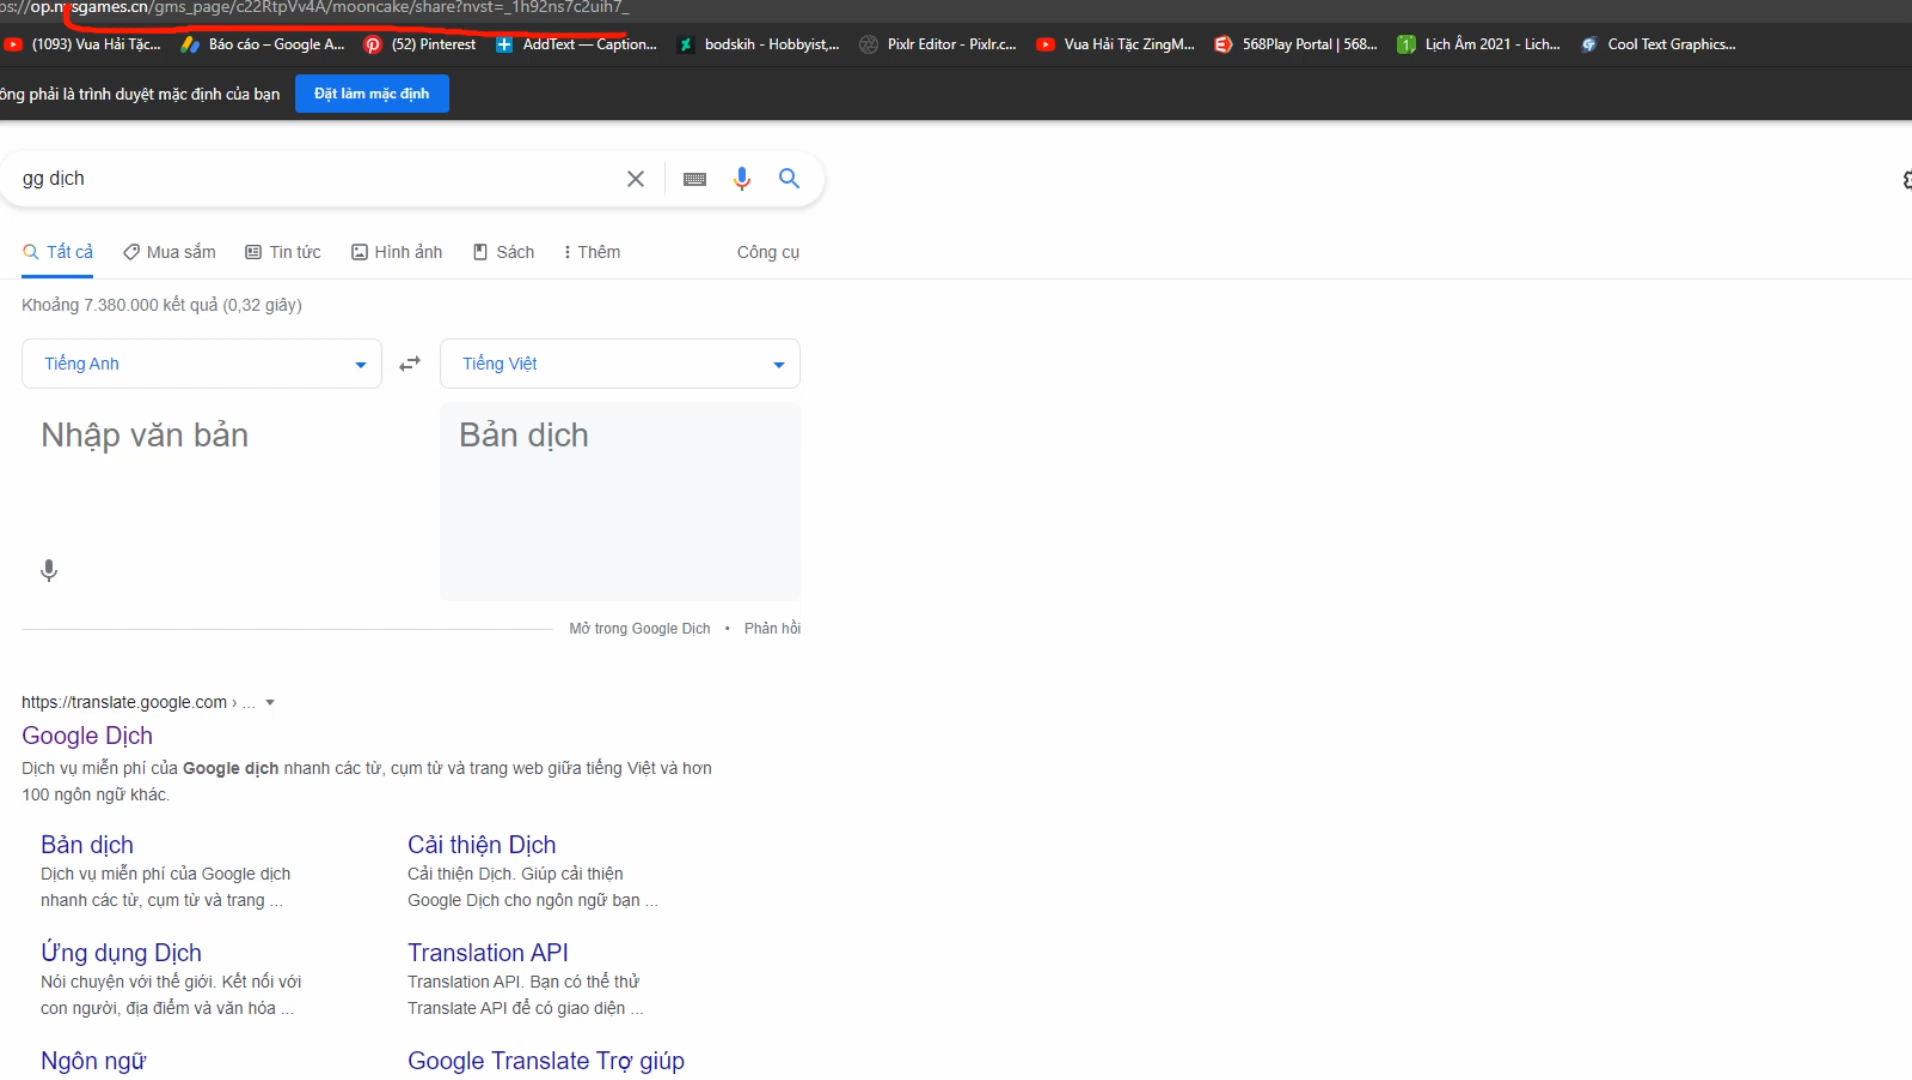 ps://op.nvsgames.cn/gms_page/c22RtpVv4A/mooncake/share?nvst=_1h92ns7c2uih7_
(1093) Vua Hải Tặc... Báo cáo – Google A... (52) Pinterest AddText — Caption... bodskih - Hobbyist,... Pixlr Editor - Pixlr.c... Vua Hải Tặc ZingM... 568Play Portal | 568... Lịch Âm 2021 - Lich... Cool Text Graphics...
ông phải là trình duyệt mặc định của bạn Đặt làm mặc định
gg dịch
Tất cả Mua sắm Tin tức Hình ảnh Sách Thêm Công cụ
Khoảng 7.380.000 kết quả (0,32 giây)
Tiếng Anh Tiếng Việt
Nhập văn bản Bản dịch
Mở trong Google Dịch • Phản hồi
https://translate.google.com › ...
Google Dịch
Dịch vụ miễn phí của Google dịch nhanh các từ, cụm từ và trang web giữa tiếng Việt và hơn
100 ngôn ngữ khác.
Bản dịch
Dịch vụ miễn phí của Google dịch
nhanh các từ, cụm từ và trang ...
Cải thiện Dịch
Cải thiện Dịch. Giúp cải thiện
Google Dịch cho ngôn ngữ bạn ...
Ứng dụng Dịch
Nói chuyện với thế giới. Kết nối với
con người, địa điểm và văn hóa ...
Translation API
Translation API. Bạn có thể thử
Translate API để có giao diện ...
Ngôn ngữ
Google Translate Trợ giúp